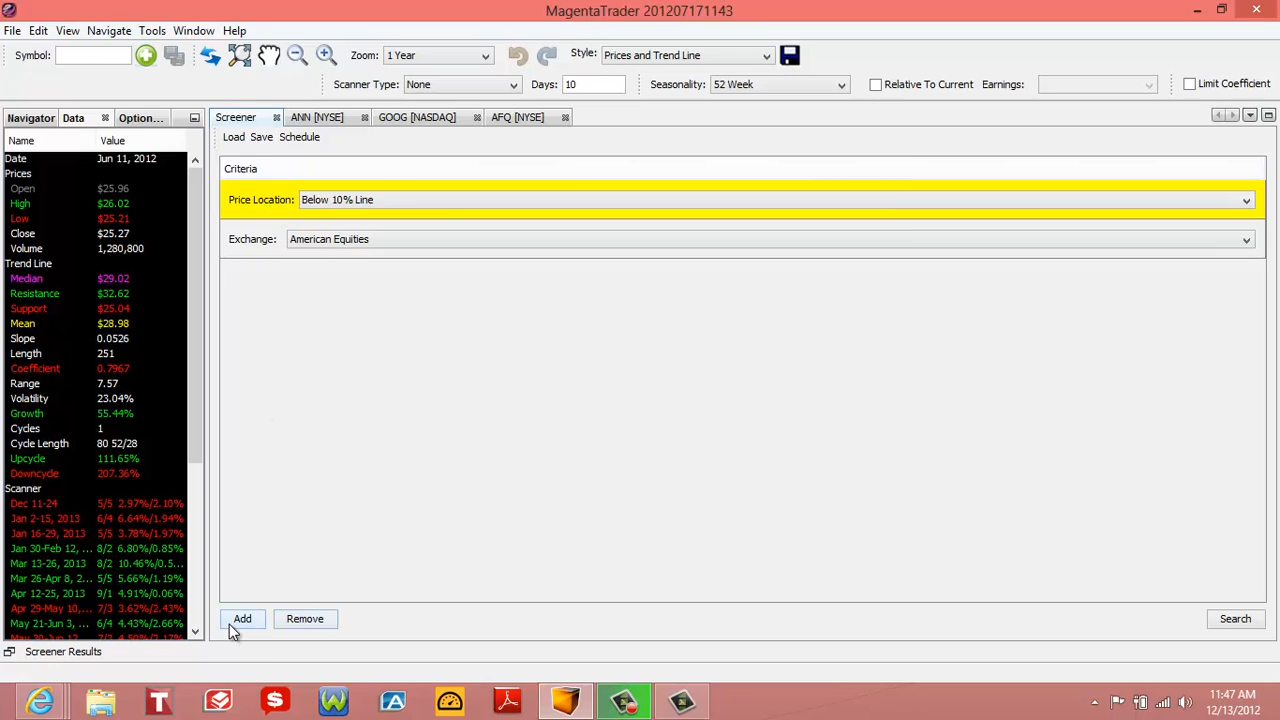 MagentaTrader 201207171143
File Edit View Navigate Tools Window Help
Symbol: Zoom: 1 Year Style: Prices and Trend Line
Scanner Type: None Days: 10 Seasonality: 52 Week Relative To Current Earnings: Limit Coefficient
Navigator Data Option... Screener ANN [NYSE] GOOG [NASDAQ] AFQ [NYSE]
Load Save Schedule
Name Value
Date Jun 11, 2012
Prices
Open $25.96
High $26.02
Low $25.21
Close $25.27
Volume 1,280,800
Trend Line
Median $29.02
Resistance $32.62
Support $25.04
Mean $28.98
Slope 0.0526
Length 251
Coefficient 0.7967
Range 7.57
Volatility 23.04%
Growth 55.44%
Cycles 1
Cycle Length 80 52/28
Upcycle 111.65%
Downcycle 207.36%
Scanner
Dec 11-24 5/5 2.97%/2.10%
Jan 2-15, 2013 6/4 6.64%/1.94%
Jan 16-29, 2013 5/5 3.78%/1.97%
Jan 30-Feb 12, ... 8/2 6.80%/0.85%
Mar 13-26, 2013 8/2 10.46%/0.5...
Mar 26-Apr 8, 2... 5/5 5.66%/1.19%
Apr 12-25, 2013 9/1 4.91%/0.06%
Apr 29-May 10,... 7/3 3.62%/2.43%
May 21-Jun 3, ... 6/4 4.43%/2.66%
Criteria
Price Location: Below 10% Line
Exchange: American Equities
Add Remove Search
Screener Results
11:47 AM
12/13/2012